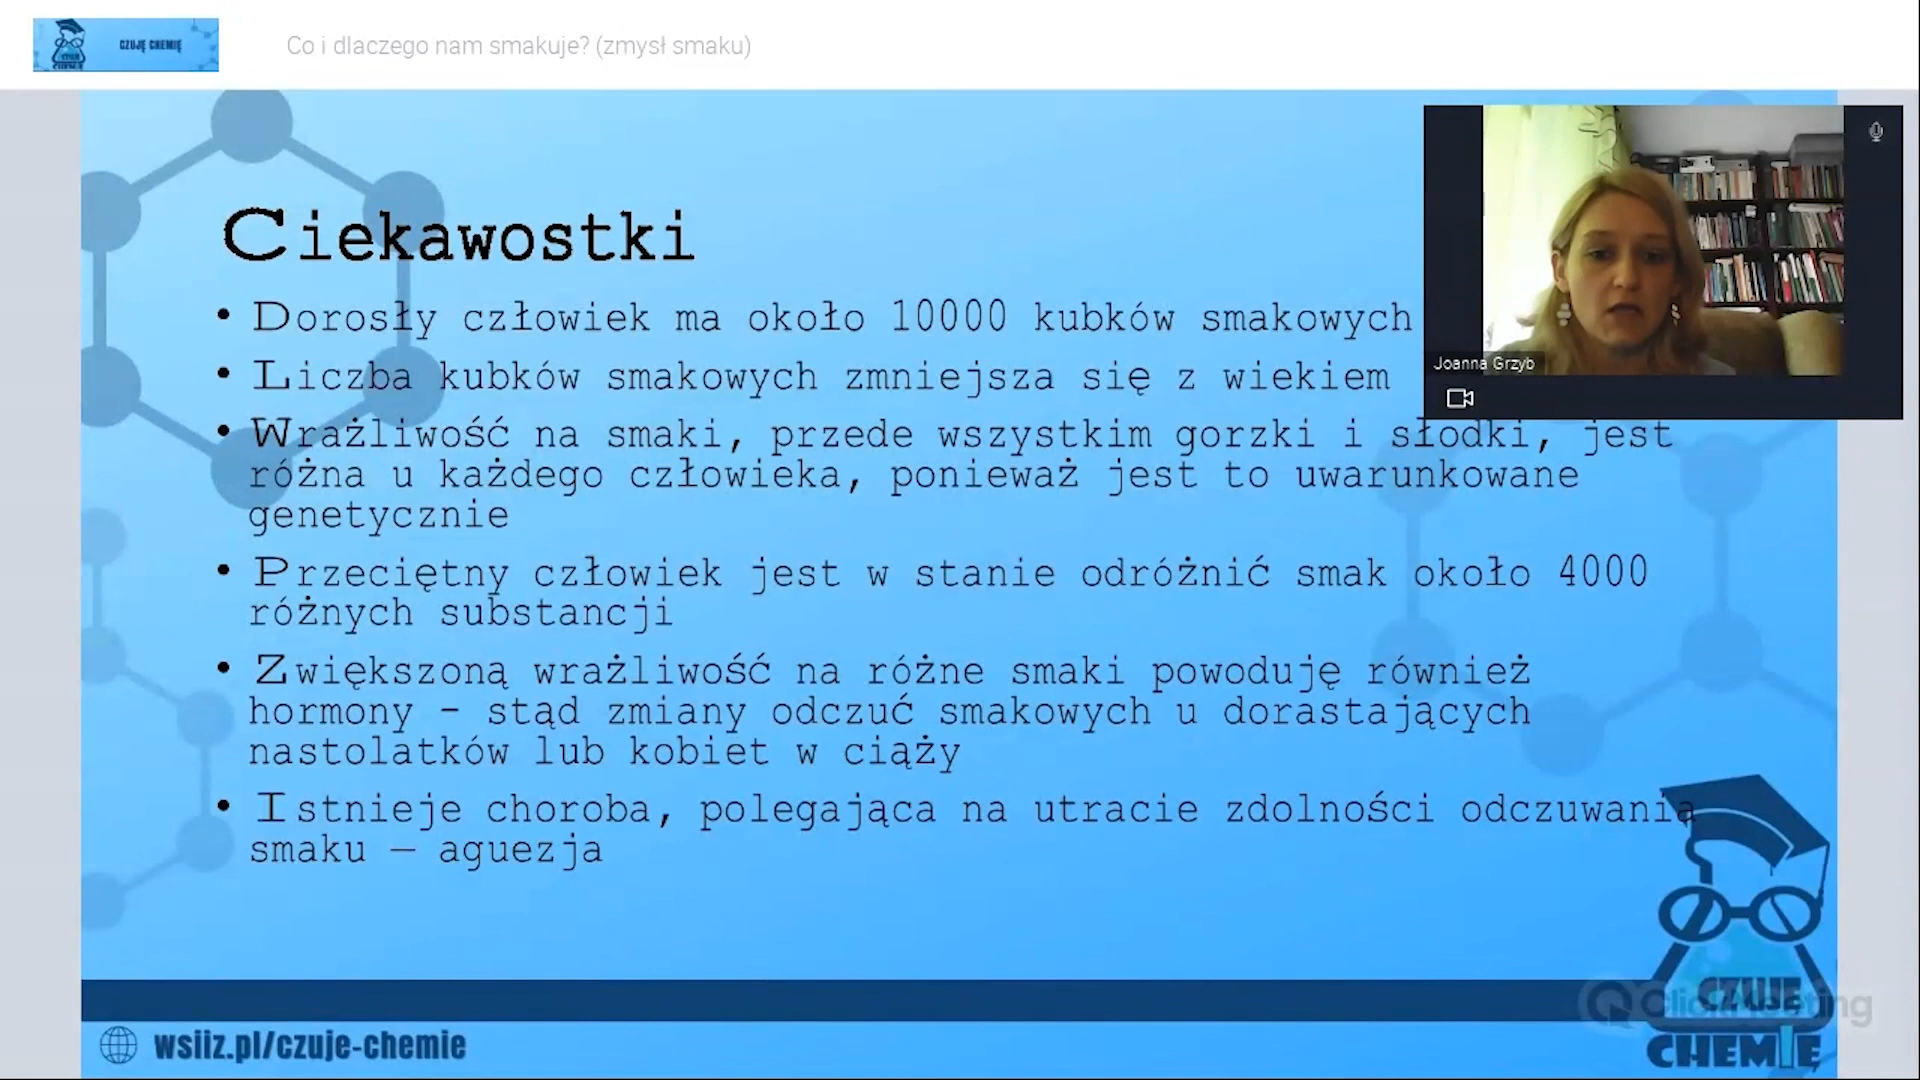 CZUJĘ CHEMIĘ
Co i dlaczego nam smakuje? (zmysł smaku)
Ciekawostki
• Dorosły człowiek ma około 10000 kubków smakowych
• Liczba kubków smakowych zmniejsza się z wiekiem
• Wrażliwość na smaki, przede wszystkim gorzki i słodki, jest
różna u każdego człowieka, ponieważ jest to uwarunkowane
genetycznie
• Przeciętny człowiek jest w stanie odróżnić smak około 4000
różnych substancji
• Zwiększoną wrażliwość na różne smaki powoduję również
hormony - stąd zmiany odczuć smakowych u dorastających
nastolatków lub kobiet w ciąży
• Istnieje choroba, polegająca na utracie zdolności odczuwania
smaku – aguezja
Joanna Grzyb
ClickMeeting
CZUJĘ
CHEMIĘ
wsiiz.pl/czuje-chemie